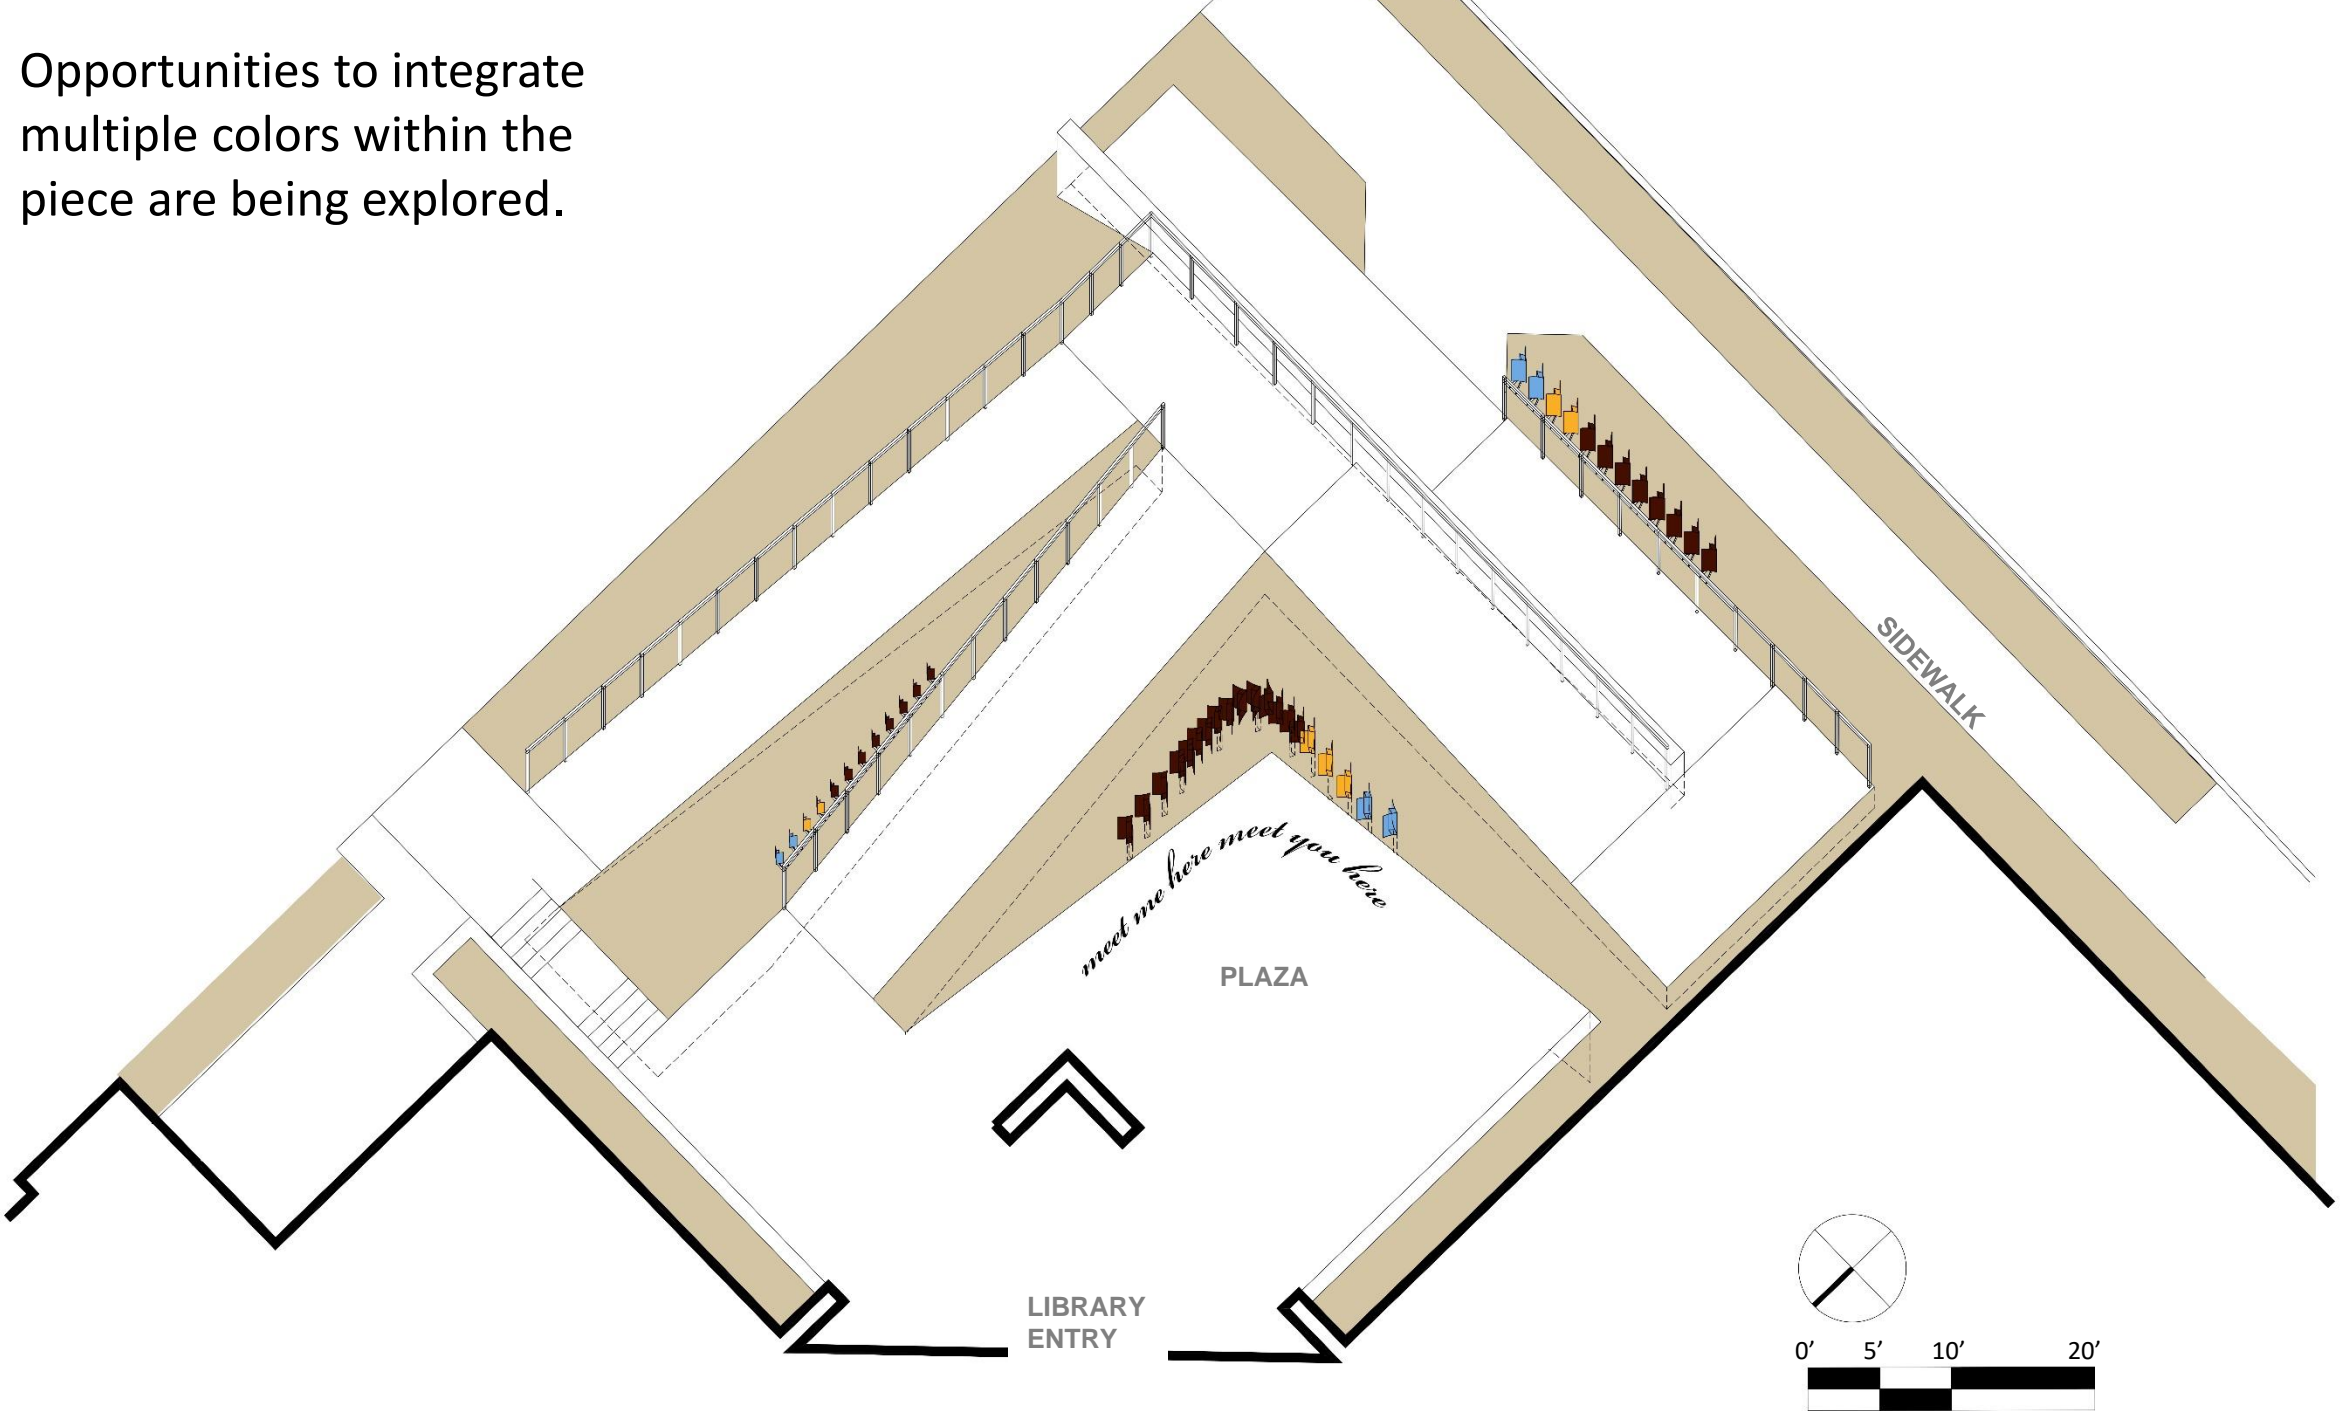 Opportunities to integrate
multiple colors within the
piece are being explored.
SIDEWALK
meet me here meet you here
PLAZA
LIBRARY
ENTRY
0’ 5’ 10’ 20’